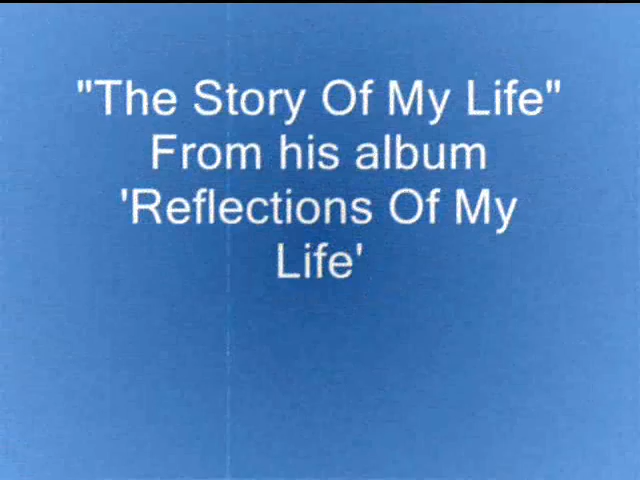 "The Story Of My Life"
From his album
'Reflections Of My
Life'